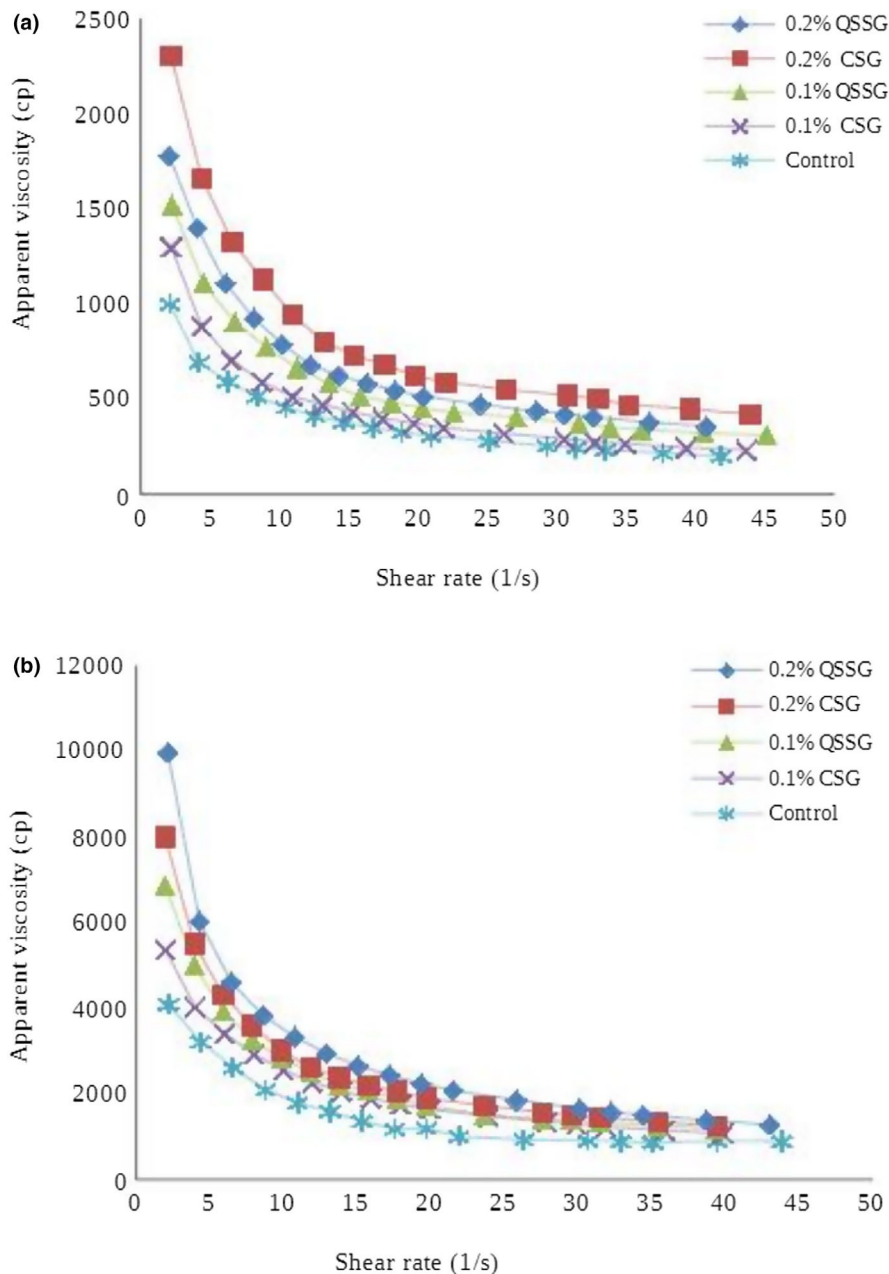 (a)
2500
2000
1500
1000
500
0
0 5 10 15 20 25 30 35 40 45 50
Apparent viscosity (cp)
Shear rate (1/s)
0.2% QSSG
0.2% CSG
0.1% QSSG
0.1% CSG
Control
(b)
12000
10000
8000
6000
4000
2000
0
0 5 10 15 20 25 30 35 40 45 50
Apparent viscosity (cp)
Shear rate (1/s)
0.2% QSSG
0.2% CSG
0.1% QSSG
0.1% CSG
Control